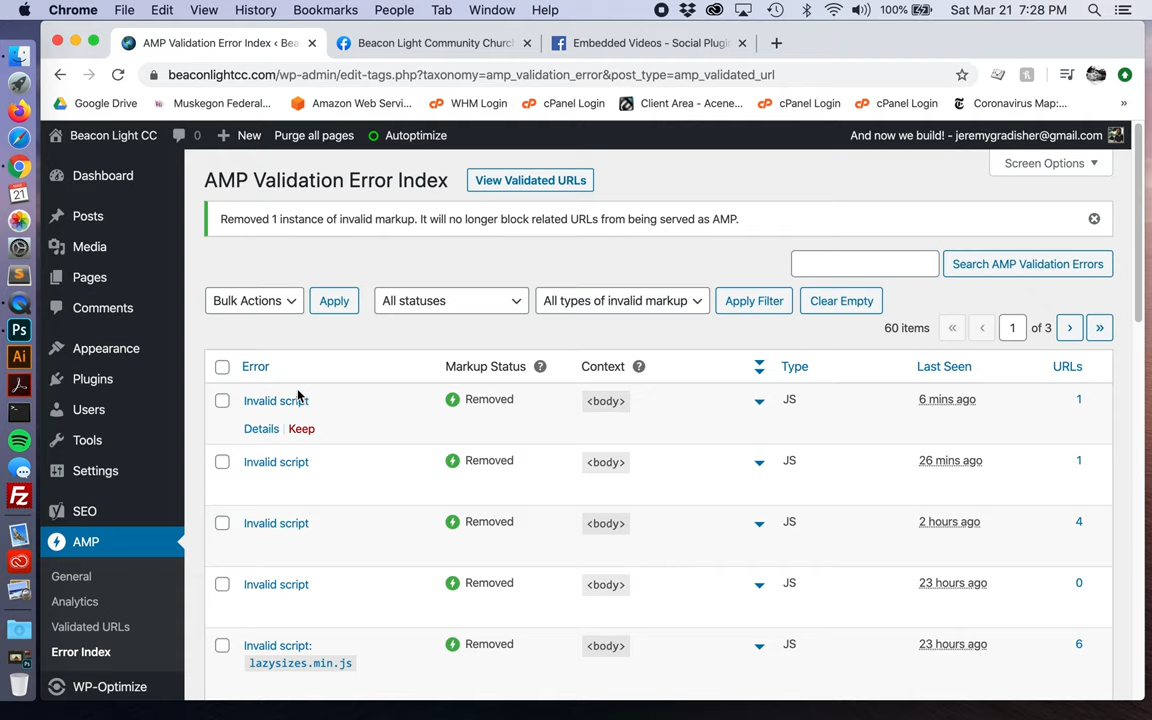 Chrome File Edit View History Bookmarks People Tab Window Help 100% Sat Mar 21 7:28 PM
AMP Validation Error Index ‹ Bea
Beacon Light Community Church
Embedded Videos - Social Plugin
beaconlightcc.com/wp-admin/edit-tags.php?taxonomy=amp_validation_error&post_type=amp_validated_url
Google Drive Muskegon Federal... Amazon Web Servi... WHM Login cPanel Login Client Area - Acene... cPanel Login cPanel Login Coronavirus Map:... »
Beacon Light CC 0 New Purge all pages Autoptimize And now we build! - jeremygradisher@gmail.com
Screen Options
Dashboard
Posts
Media
Pages
Comments
Appearance
Plugins
Users
Tools
Settings
SEO
AMP
General
Analytics
Validated URLs
Error Index
WP-Optimize
AMP Validation Error Index View Validated URLs
Removed 1 instance of invalid markup. It will no longer block related URLs from being served as AMP.
Search AMP Validation Errors
Bulk Actions Apply All statuses All types of invalid markup Apply Filter Clear Empty
60 items « ‹ 1 of 3 › »
Error Markup Status ? Context ? Type Last Seen URLs
Invalid script Removed <body> JS 6 mins ago 1
Details | Keep
Invalid script Removed <body> JS 26 mins ago 1
Invalid script Removed <body> JS 2 hours ago 4
Invalid script Removed <body> JS 23 hours ago 0
Invalid script: Removed <body> JS 23 hours ago 6
lazysizes.min.js
Ps
Ai
Fz